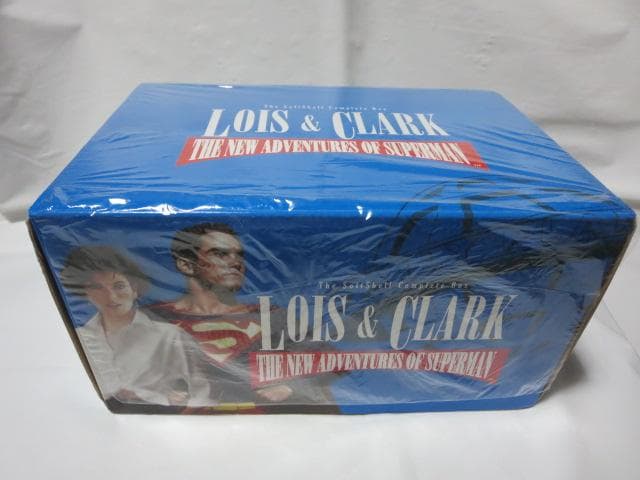 The SoftShell Complete Box
LOIS & CLARK
THE NEW ADVENTURES OF SUPERMAN
The SoftShell Complete Box
LOIS & CLARK
THE NEW ADVENTURES OF SUPERMAN